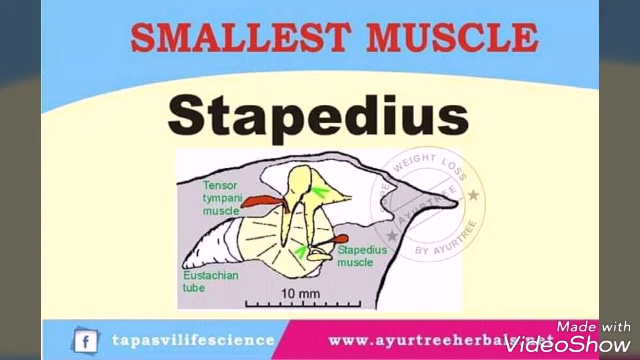 SMALLEST MUSCLE
Stapedius
WEIGHT LOSS
AYURTREE
BY AYURTREE
Tensor
tympani
muscle
Stapedius
muscle
Eustachian
tube
10 mm
tapasvilifescience
www.ayurtreeherbals.net
Made with
VideoShow